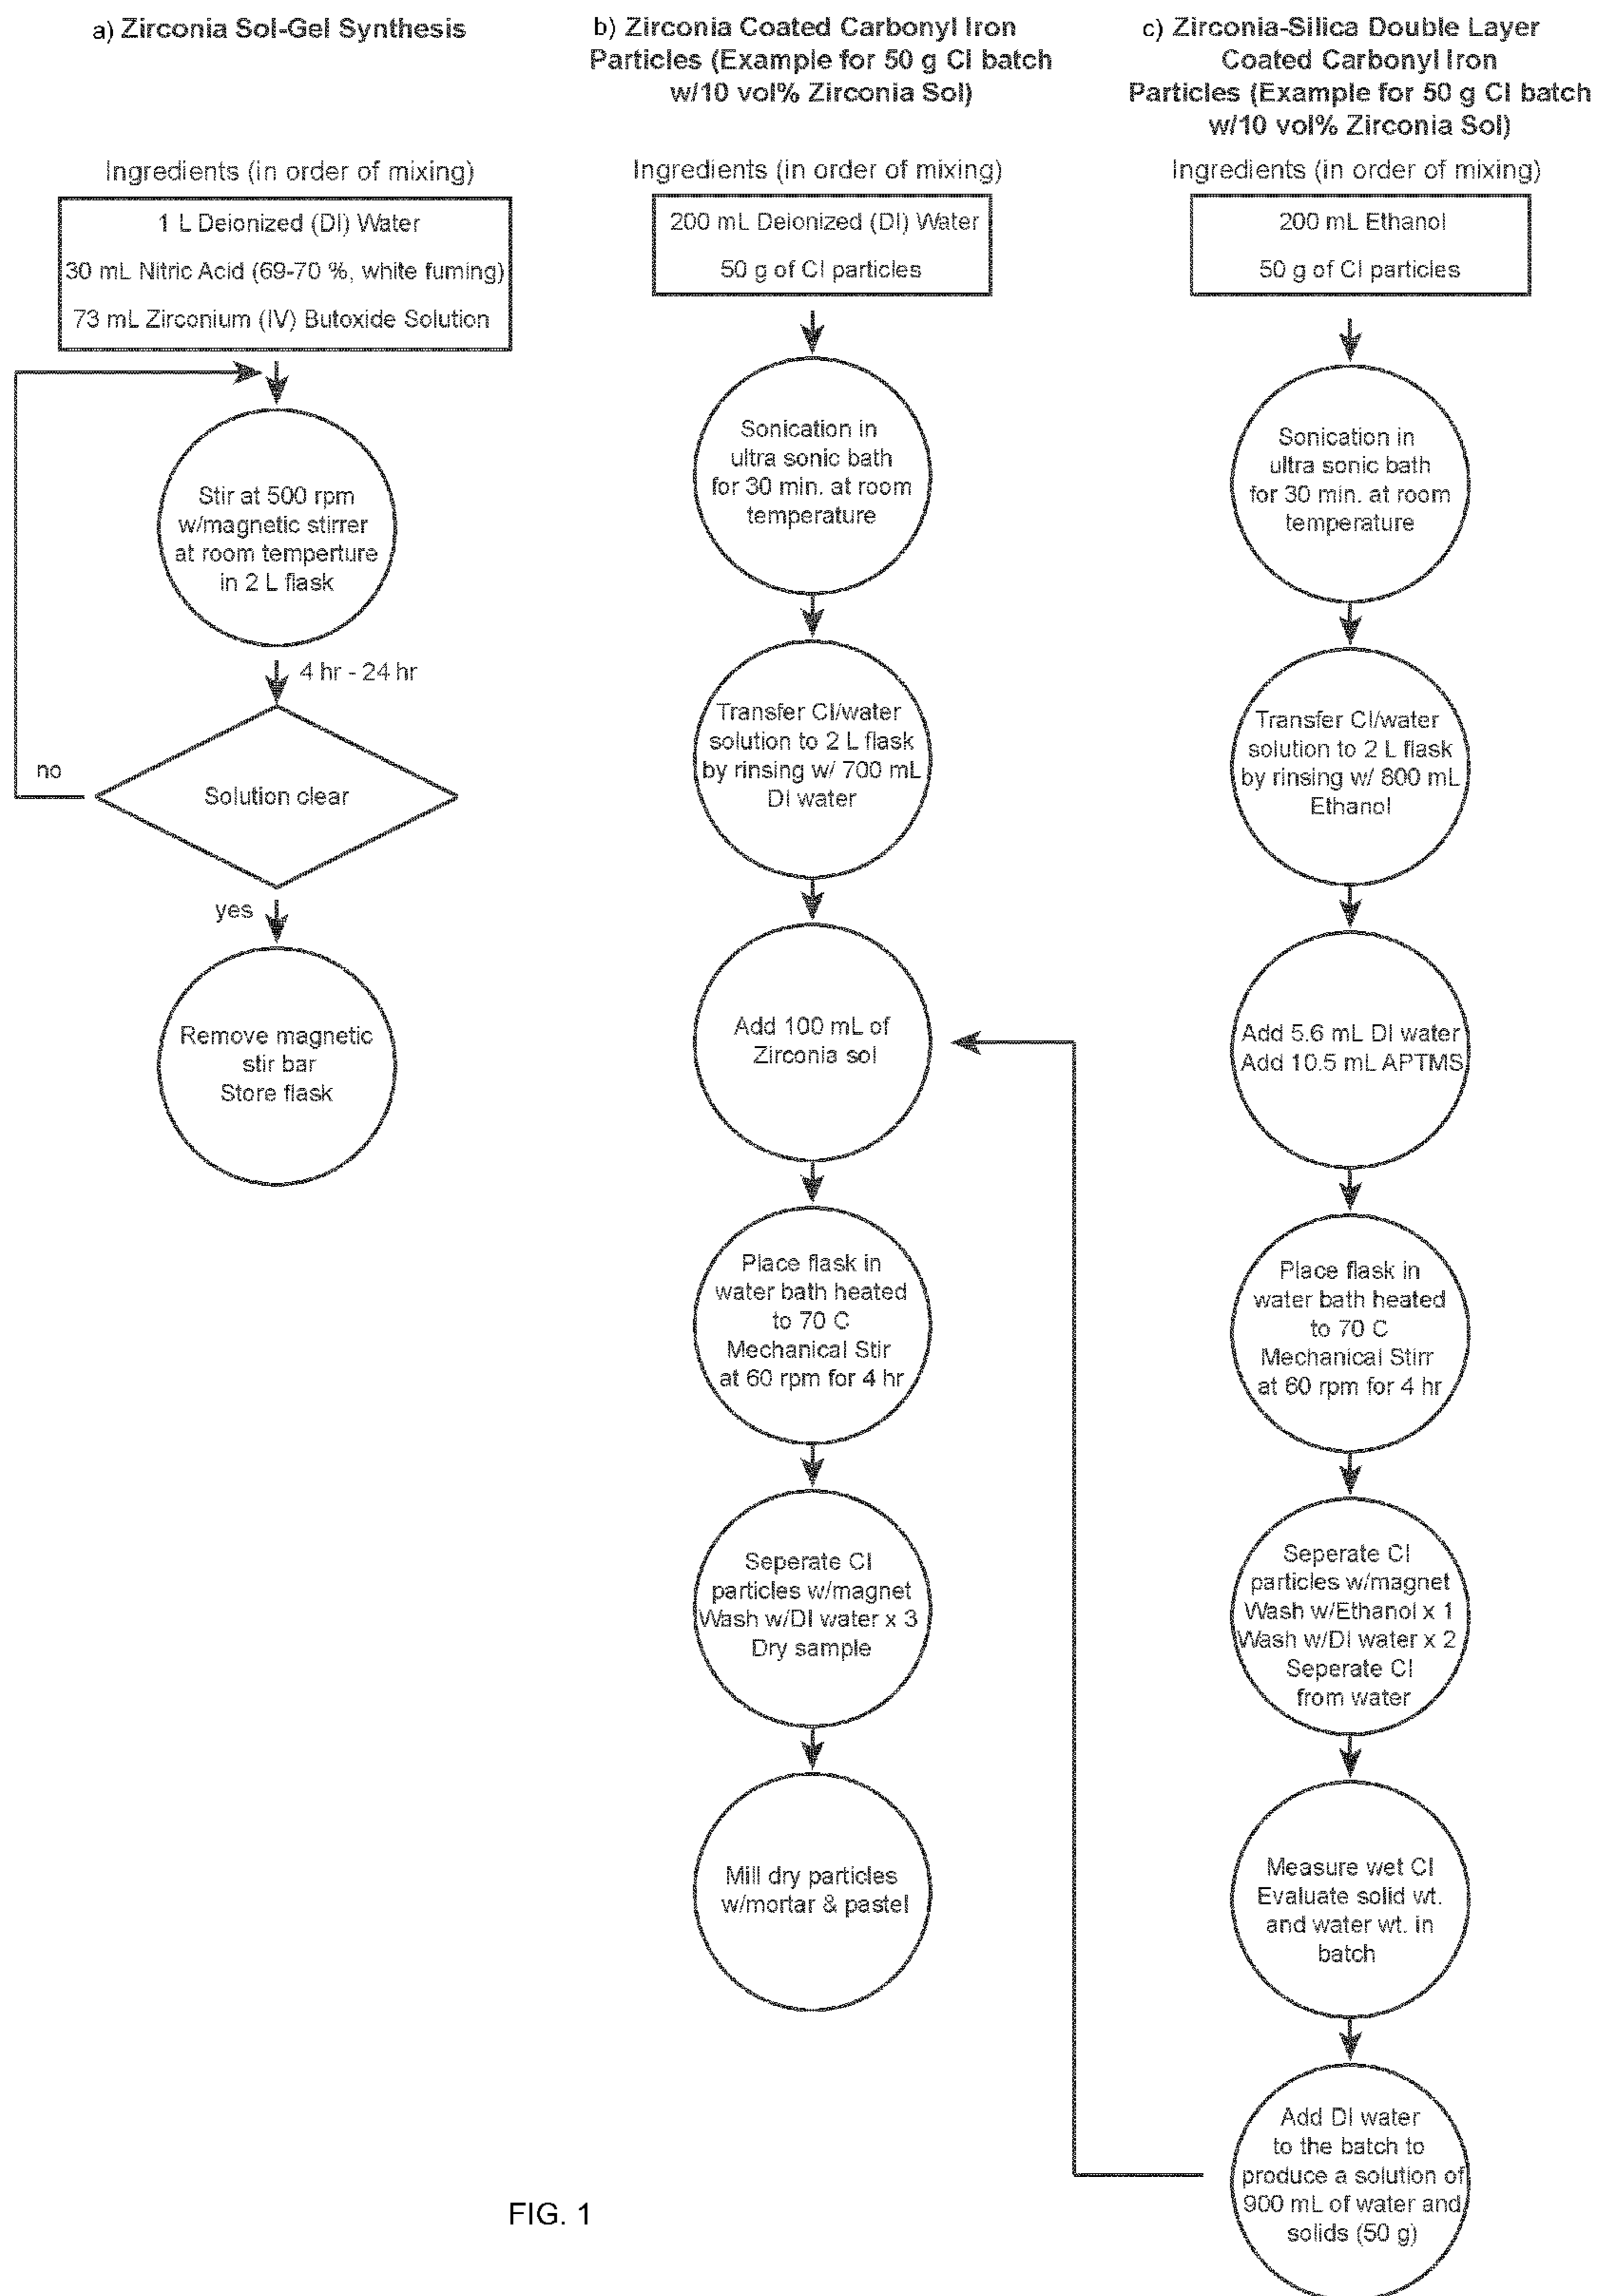 a) Zirconia Sol-Gel Synthesis
Ingredients (in order of mixing)
1 L Deionized (DI) Water
30 mL Nitric Acid (69-70 %, white fuming)
73 mL Zirconium (IV) Butoxide Solution
Stir at 500 rpm
w/magnetic stirrer
at room temperture
in 2 L flask
4 hr - 24 hr
no
Solution clear
yes
Remove magnetic
stir bar
Store flask
b) Zirconia Coated Carbonyl Iron
Particles (Example for 50 g CI batch
w/10 vol% Zirconia Sol)
Ingredients (in order of mixing)
200 mL Deionized (DI) Water
50 g of CI particles
Sonication in
ultra sonic bath
for 30 min. at room
temperature
Transfer CI/water
solution to 2 L flask
by rinsing w/ 700 mL
DI water
Add 100 mL of
Zirconia sol
Place flask in
water bath heated
to 70 C
Mechanical Stir
at 60 rpm for 4 hr
Seperate CI
particles w/magnet
Wash w/DI water x 3
Dry sample
Mill dry particles
w/mortar & pastel
c) Zirconia-Silica Double Layer
Coated Carbonyl Iron
Particles (Example for 50 g CI batch
w/10 vol% Zirconia Sol)
Ingredients (in order of mixing)
200 mL Ethanol
50 g of CI particles
Sonication in
ultra sonic bath
for 30 min. at room
temperature
Transfer CI/water
solution to 2 L flask
by rinsing w/ 800 mL
Ethanol
Add 5.6 mL DI water
Add 10.5 mL APTMS
Place flask in
water bath heated
to 70 C
Mechanical Stirr
at 60 rpm for 4 hr
Seperate CI
particles w/magnet
Wash w/Ethanol x 1
Wash w/DI water x 2
Seperate CI
from water
Measure wet CI
Evaluate solid wt.
and water wt. in
batch
Add DI water
to the batch to
produce a solution of
900 mL of water and
solids (50 g)
FIG. 1